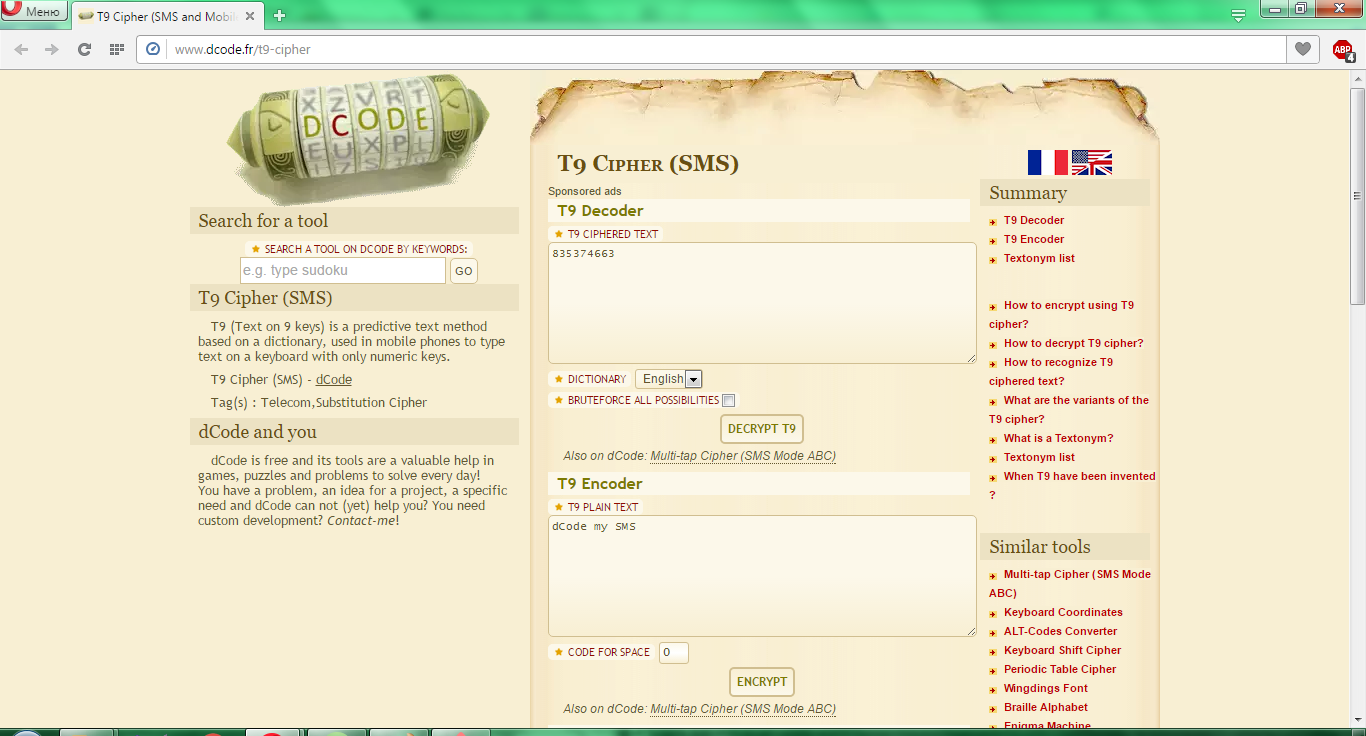 Меню
T9 Cipher (SMS and Mobil
www.dcode.fr/t9-cipher
ABP
4
X Z V R T
DCODE
E U X P L
Search for a tool
SEARCH A TOOL ON DCODE BY KEYWORDS:
e.g. type sudoku
GO
T9 Cipher (SMS)
T9 (Text on 9 keys) is a predictive text method
based on a dictionary, used in mobile phones to type
text on a keyboard with only numeric keys.
T9 Cipher (SMS) - dCode
Tag(s) : Telecom,Substitution Cipher
dCode and you
dCode is free and its tools are a valuable help in
games, puzzles and problems to solve every day!
You have a problem, an idea for a project, a specific
need and dCode can not (yet) help you? You need
custom development? Contact-me!
T9 Cipher (SMS)
Sponsored ads
T9 Decoder
T9 CIPHERED TEXT
835374663
DICTIONARY
English
BRUTEFORCE ALL POSSIBILITIES
DECRYPT T9
Also on dCode: Multi-tap Cipher (SMS Mode ABC)
T9 Encoder
T9 PLAIN TEXT
dCode my SMS
CODE FOR SPACE
0
ENCRYPT
Also on dCode: Multi-tap Cipher (SMS Mode ABC)
Summary
T9 Decoder
T9 Encoder
Textonym list
How to encrypt using T9
cipher?
How to decrypt T9 cipher?
How to recognize T9
ciphered text?
What are the variants of the
T9 cipher?
What is a Textonym?
Textonym list
When T9 have been invented
?
Similar tools
Multi-tap Cipher (SMS Mode
ABC)
Keyboard Coordinates
ALT-Codes Converter
Keyboard Shift Cipher
Periodic Table Cipher
Wingdings Font
Braille Alphabet
Enigma Machine